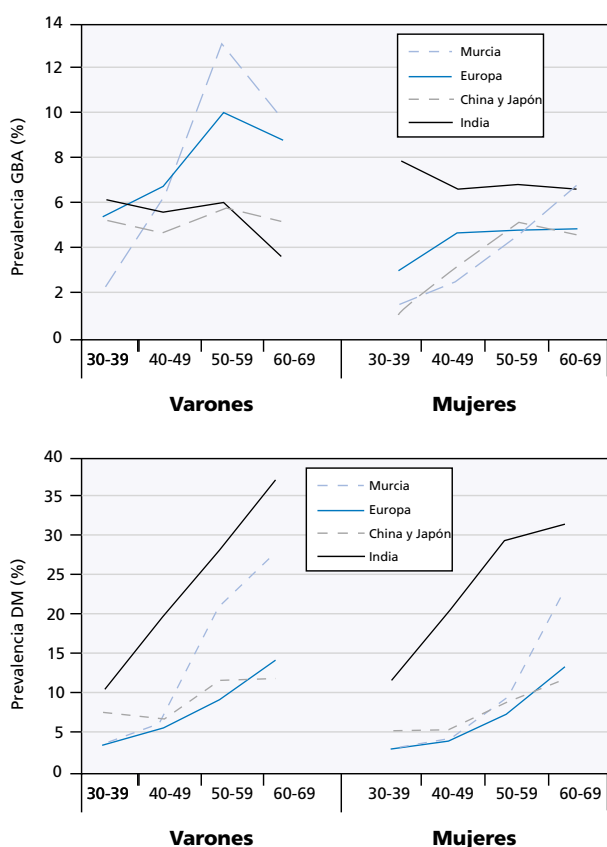 14
12
10
8
6
4
2
0
Prevalencia GBA (%)
Murcia
Europa
China y Japón
India
30-39 40-49 50-59 60-69 30-39 40-49 50-59 60-69
Varones Mujeres
40
35
30
25
20
15
10
5
0
Prevalencia DM (%)
Murcia
Europa
China y Japón
India
30-39 40-49 50-59 60-69 30-39 40-49 50-59 60-69
Varones Mujeres